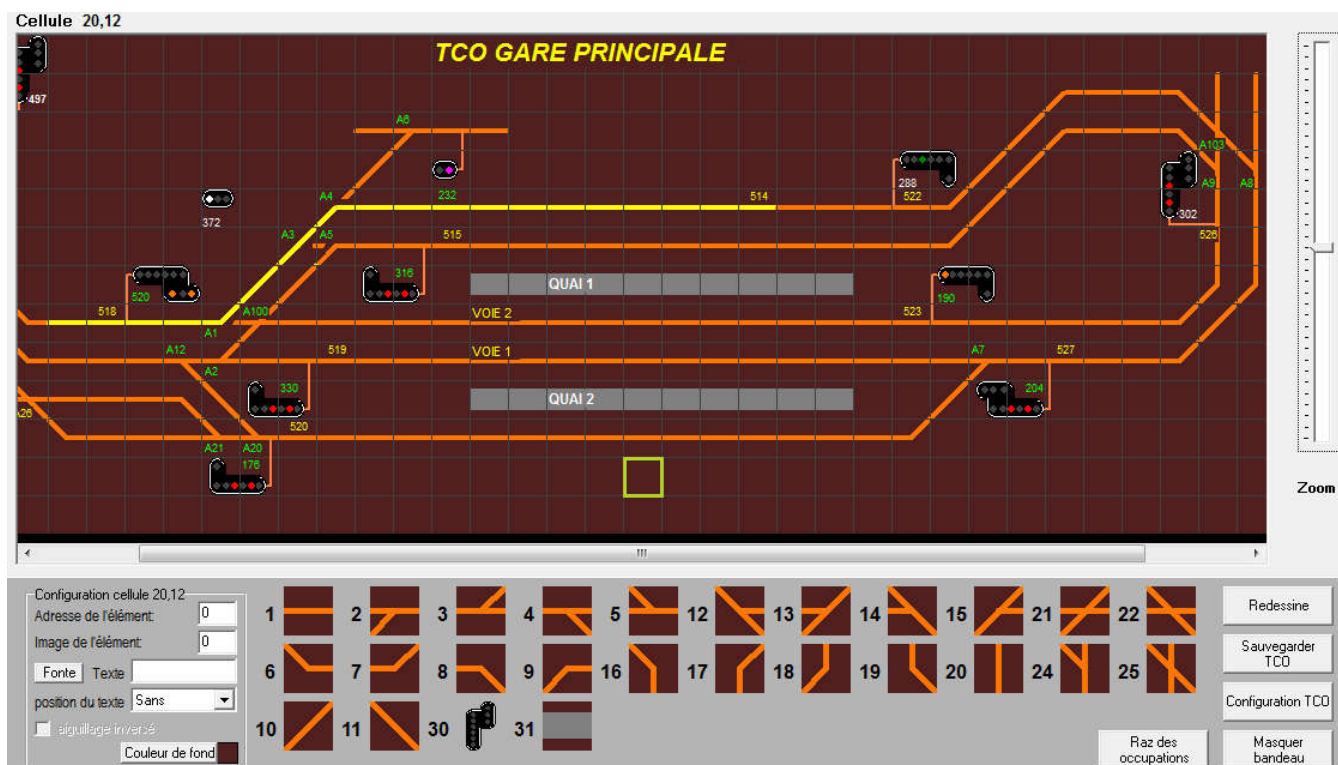 Cellule 20,12
TCO GARE PRINCIPALE
497
A6
A103
288
A9
A8
A4
232
514
522
302
372
A3
A5
515
526
316
520
QUAI 1
190
518
A100
VOIE 2
523
A1
A12
519
VOIE 1
A7
527
A2
330
QUAI 2
204
A26
520
A21
A20
176
Zoom
Configuration cellule 20,12
Adresse de l'élément: 0
Image de l'élément: 0
Fonte Texte
position du texte Sans
aiguillage inversé
Couleur de fond
1 2 3 4 5 12 13 14 15 21 22
6 7 8 9 16 17 18 19 20 24 25
10 11 30 31
Redessine
Sauvegarder
TCO
Configuration TCO
Raz des
occupations
Masquer
bandeau